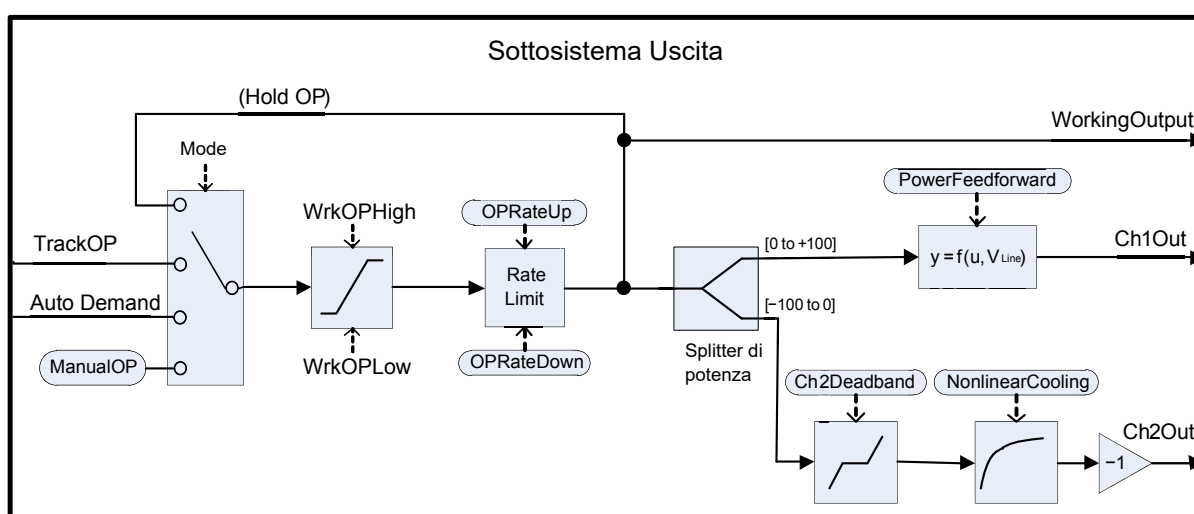 Sottosistema Uscita
(Hold OP)
WorkingOutput
Mode
PowerFeedforward
WrkOPHigh
OPRateUp
TrackOP
[0 to +100]
Ch1Out
y = f(u, VLine)
Rate
Limit
Auto Demand
[−100 to 0]
ManualOP
WrkOPLow
OPRateDown
Splitter di
potenza
Ch2Deadband
NonlinearCooling
Ch2Out
−1